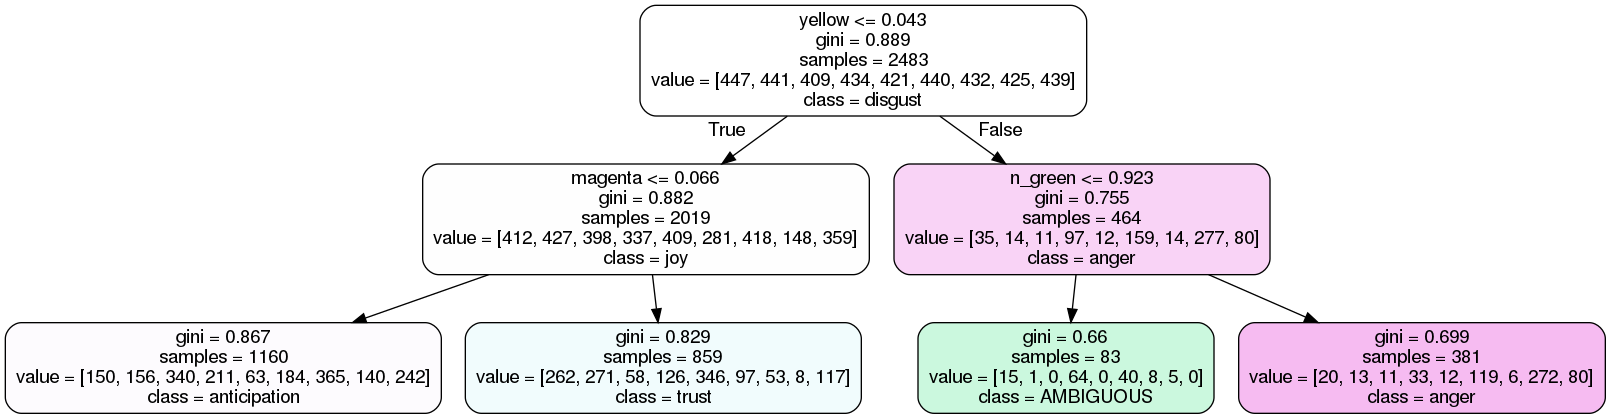 yellow <= 0.043
gini = 0.889
samples = 2483
value = [447, 441, 409, 434, 421, 440, 432, 425, 439]
class = disgust
True
False
magenta <= 0.066
gini = 0.882
samples = 2019
value = [412, 427, 398, 337, 409, 281, 418, 148, 359]
class = joy
n_green <= 0.923
gini = 0.755
samples = 464
value = [35, 14, 11, 97, 12, 159, 14, 277, 80]
class = anger
gini = 0.867
samples = 1160
value = [150, 156, 340, 211, 63, 184, 365, 140, 242]
class = anticipation
gini = 0.829
samples = 859
value = [262, 271, 58, 126, 346, 97, 53, 8, 117]
class = trust
gini = 0.66
samples = 83
value = [15, 1, 0, 64, 0, 40, 8, 5, 0]
class = AMBIGUOUS
gini = 0.699
samples = 381
value = [20, 13, 11, 33, 12, 119, 6, 272, 80]
class = anger